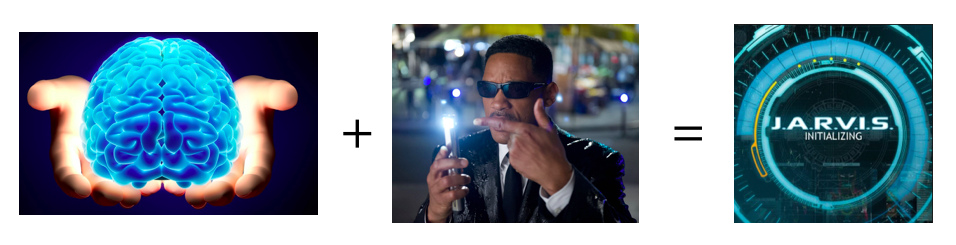 +
=
J.A.R.V.I.S.
INITIALIZING